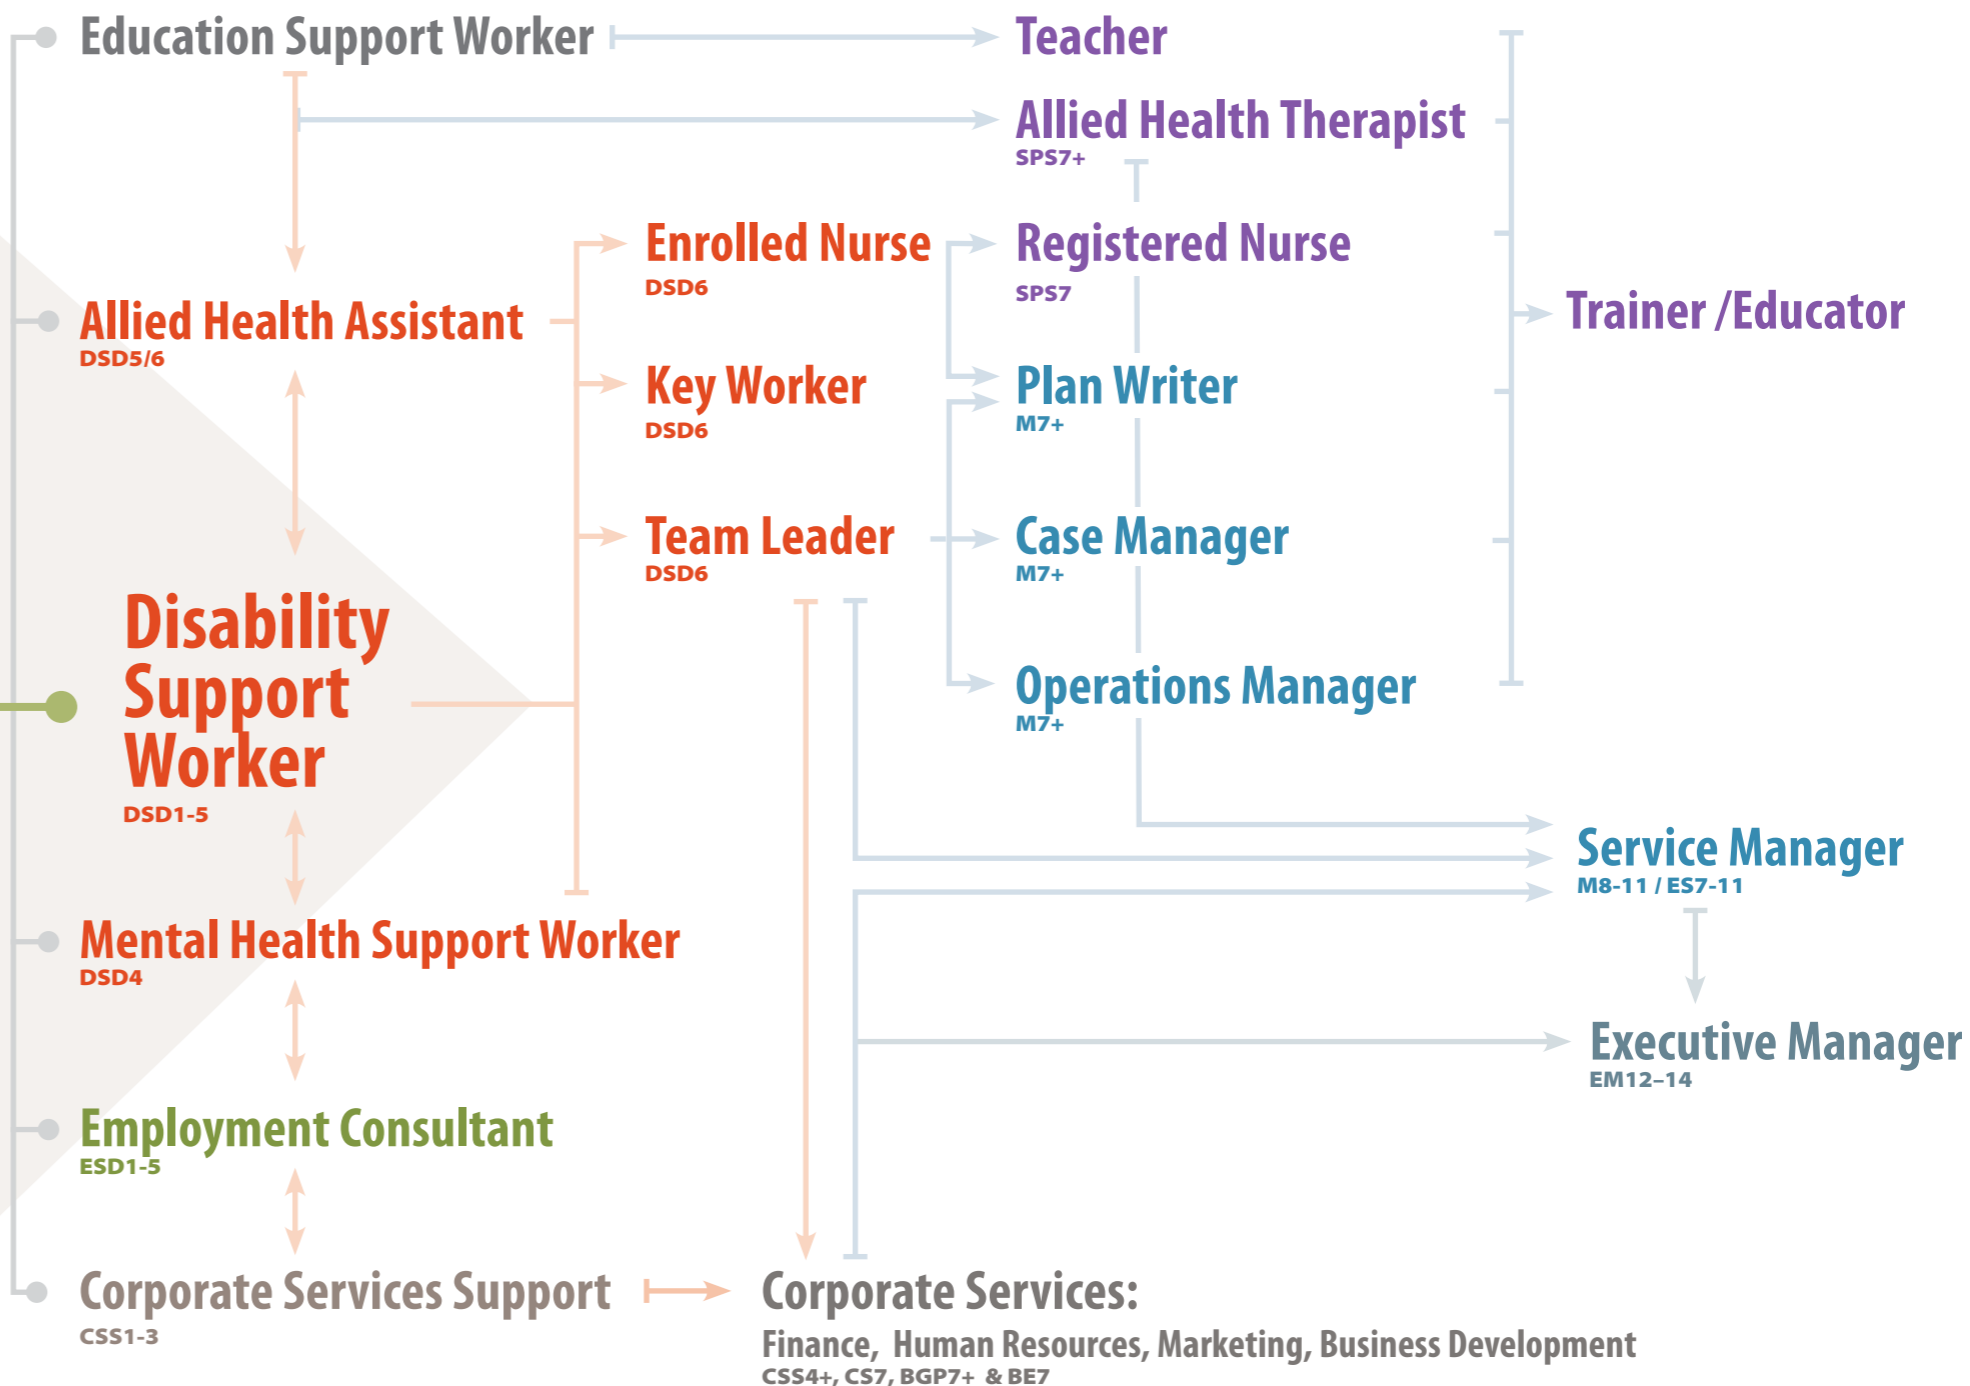 Education Support Worker
Teacher
Allied Health Therapist
SPS7+
Enrolled Nurse
DSD6
Registered Nurse
SPS7
Allied Health Assistant
DSD5/6
Trainer /Educator
Key Worker
DSD6
Plan Writer
M7+
Team Leader
DSD6
Case Manager
M7+
Disability
Support
Worker
DSD1-5
Operations Manager
M7+
Service Manager
M8-11 / ES7-11
Mental Health Support Worker
DSD4
Executive Manager
EM12–14
Employment Consultant
ESD1-5
Corporate Services Support
CSS1-3
Corporate Services:
Finance, Human Resources, Marketing, Business Development
CSS4+, CS7, BGP7+ & BE7